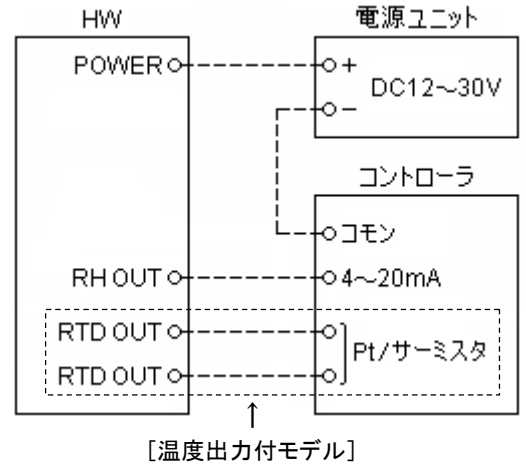 HW
電源ユニット
POWER
+
DC12～30V
－
コントローラ
コモン
RH OUT
4～20mA
RTD OUT
Pt/サーミスタ
RTD OUT
↑
[温度出力付モデル]